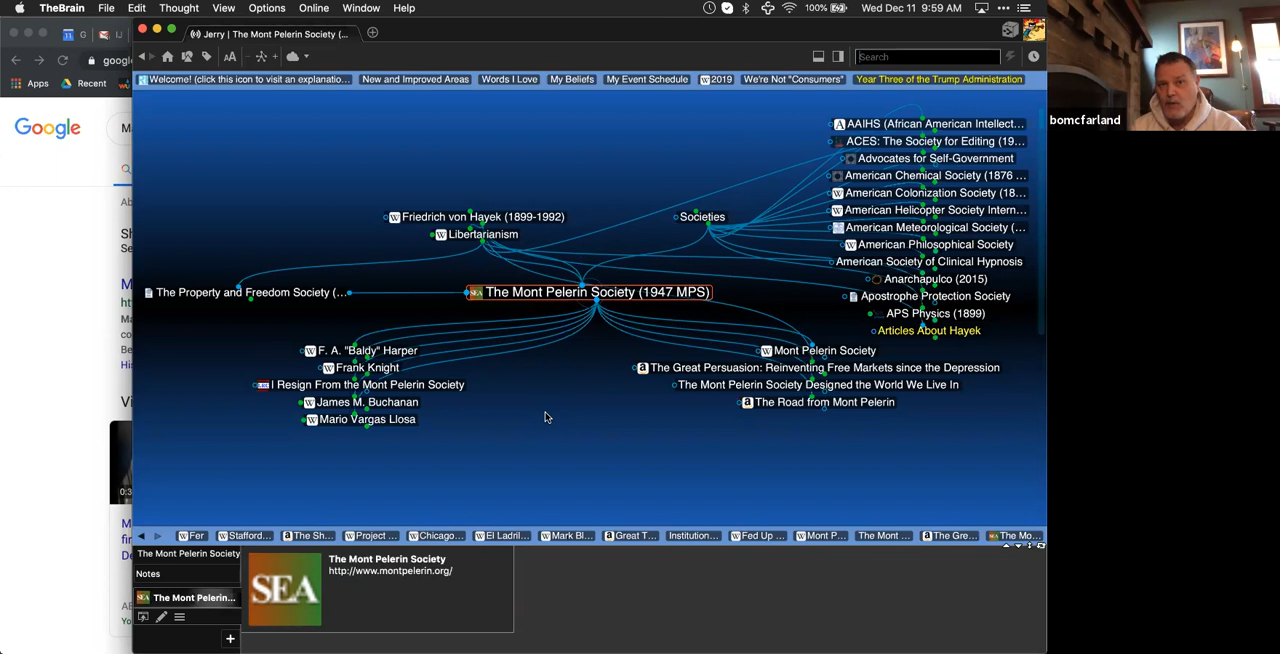 TheBrain File Edit Thought View Options Online Window Help 100% Wed Dec 11 9:59 AM
Jerry | The Mont Pelerin Society (...
Search
Apps Recent
Welcome! (click this icon to visit an explanatio... New and Improved Areas Words I Love My Beliefs My Event Schedule 2019 We're Not "Consumers" Year Three of the Trump Administration
Google
bomcfarland
AAIHS (African American Intellect...
ACES: The Society for Editing (19...
Advocates for Self-Government
American Chemical Society (1876 ...
American Colonization Society (18...
American Helicopter Society Intern...
American Meteorological Society (...
American Philosophical Society
American Society of Clinical Hypnosis
Anarchapulco (2015)
Apostrophe Protection Society
APS Physics (1899)
Articles About Hayek
Friedrich von Hayek (1899-1992)
Libertarianism
Societies
The Property and Freedom Society (...
SEA The Mont Pelerin Society (1947 MPS)
F. A. "Baldy" Harper
Frank Knight
I Resign From the Mont Pelerin Society
James M. Buchanan
Mario Vargas Llosa
Mont Pelerin Society
The Great Persuasion: Reinventing Free Markets since the Depression
The Mont Pelerin Society Designed the World We Live In
The Road from Mont Pelerin
Fer Stafford... The Sh... Project ... Chicago... El Ladril... Mark Bl... Great T... Institution... Fed Up ... Mont P... The Mont ... The Gre... The Mo...
The Mont Pelerin Society
Notes
SEA The Mont Pelerin...
SEA
The Mont Pelerin Society
http://www.montpelerin.org/